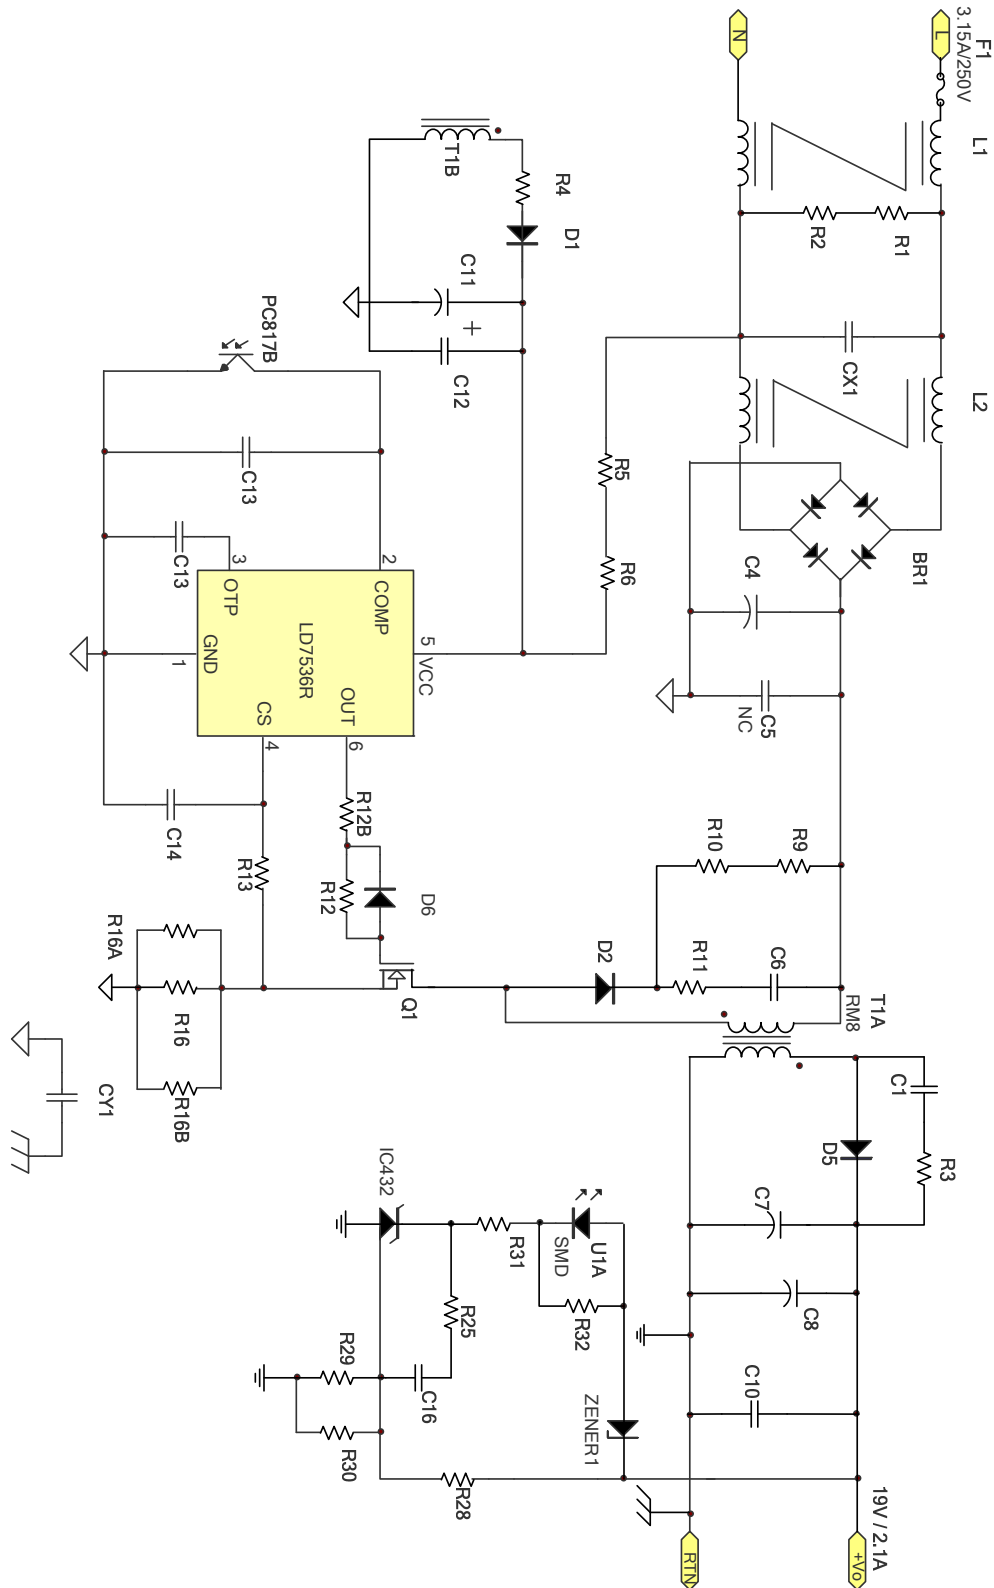 F1
3.15A/250V
L
N
L1
R1
R2
CX1
L2
BR1
T1B
R4
D1
C11
+
C12
PC817B
C13
C13
R5
R6
C4
C5
NC
2
3
COMP
OTP
LD7536R
5
VCC
GND
1
OUT
CS
6
4
C14
R13
R12B
R12
D6
Q1
R10
R9
D2
R11
C6
T1A
RM8
R16A
R16
R16B
CY1
C1
R3
D5
C7
C8
C10
IC432
R31
U1A
SMD
R32
R25
C16
R29
R30
R28
ZENER1
19V / 2.1A
+Vo
RTN